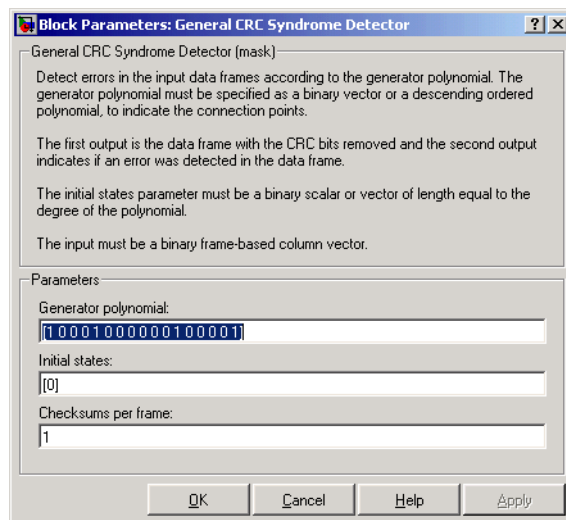 Block Parameters: General CRC Syndrome Detector
General CRC Syndrome Detector (mask)
Detect errors in the input data frames according to the generator polynomial. The
generator polynomial must be specified as a binary vector or a descending ordered
polynomial, to indicate the connection points.
The first output is the data frame with the CRC bits removed and the second output
indicates if an error was detected in the data frame.
The initial states parameter must be a binary scalar or vector of length equal to the
degree of the polynomial.
The input must be a binary frame-based column vector.
Parameters
Generator polynomial:
[1 0 0 0 1 0 0 0 0 0 0 1 0 0 0 0 1]
Initial states:
[0]
Checksums per frame:
1
OK Cancel Help Apply